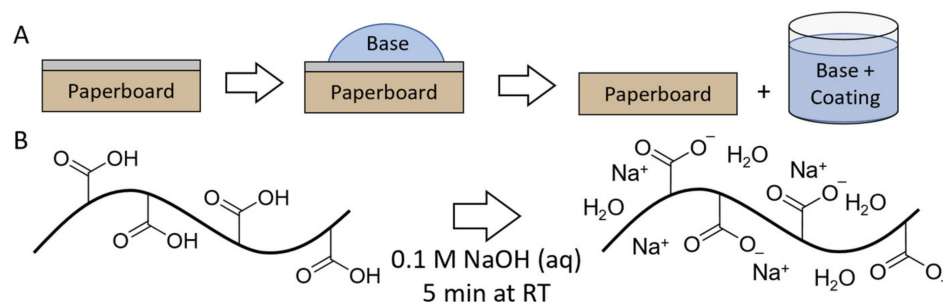 A
Paperboard
Base
Paperboard
Paperboard
+
Base +
Coating
B
O OH
O OH
O OH
O OH
0.1 M NaOH (aq)
5 min at RT
O O⁻ H₂O
Na⁺ Na⁺
O O⁻
H₂O H₂O
Na⁺ O O⁻
Na⁺ H₂O O O-